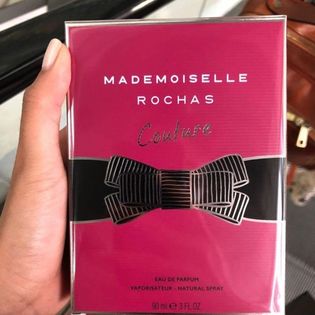 MADEMOISELLE
ROCHAS
Couture
EAU DE PARFUM
VAPORISATEUR - NATURAL SPRAY
90 ml ℮ 3 FL.OZ